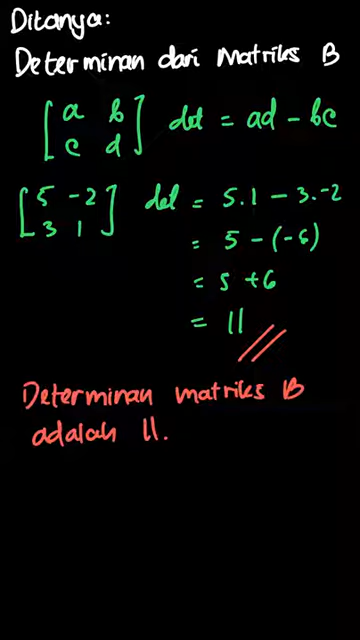 Ditanya:
Determinan dari Matriks B
[a b
c d] det = ad - bc
[5 -2
3 1] det = 5.1 - 3.-2
= 5 - (-6)
= 5 + 6
= 11 //
Determinan matriks B
adalah 11.